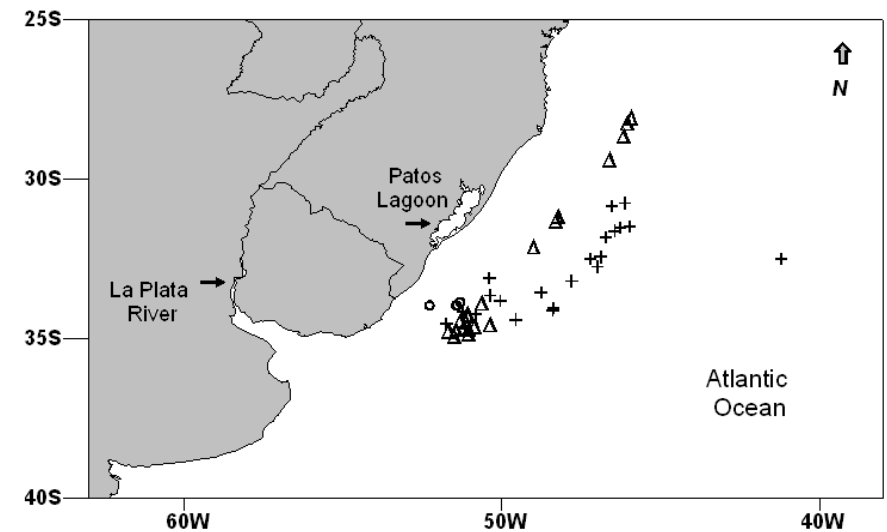 25S
N
Patos
Lagoon
30S
La Plata
River
35S
Atlantic
Ocean
40S
60W
50W
40W